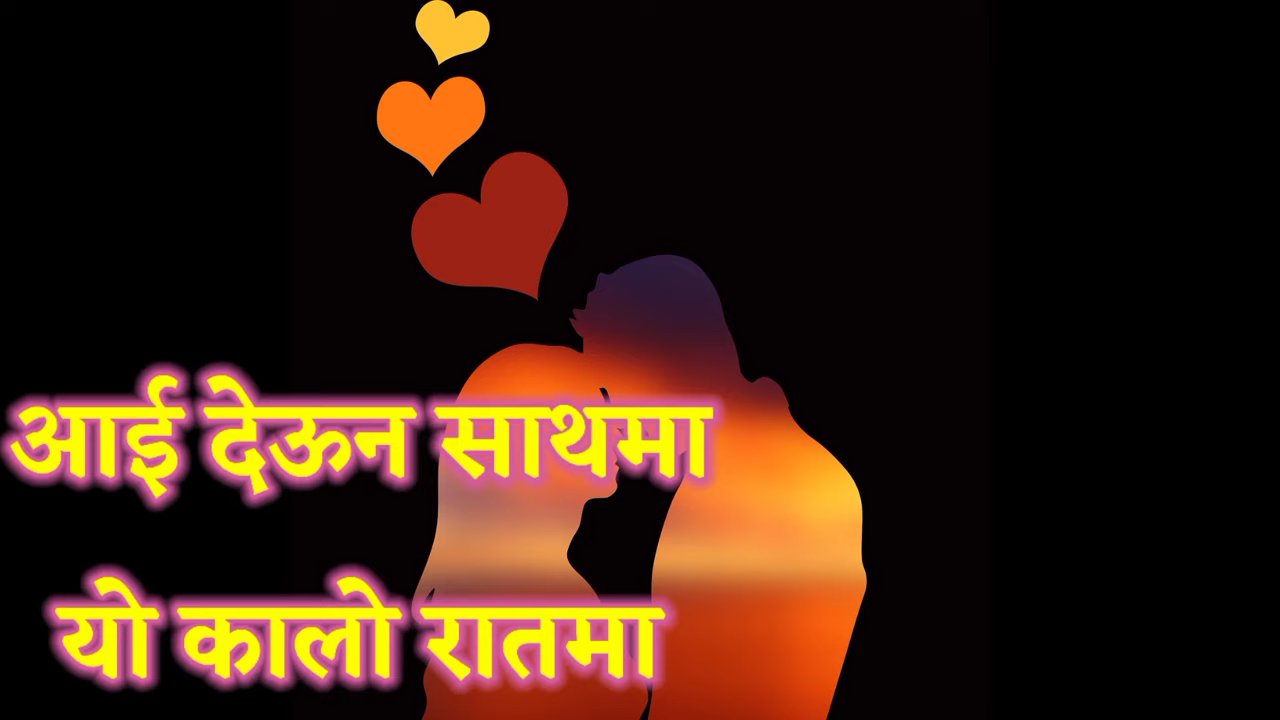 आई देऊन साथमा
यो कालो रातमा